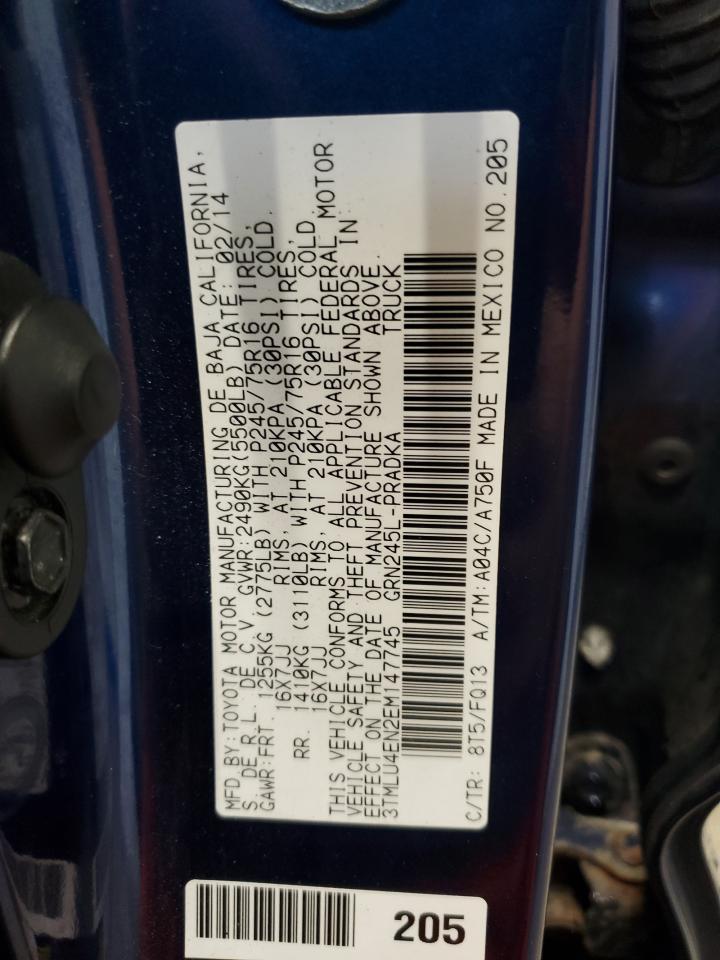 MFD. BY: TOYOTA MOTOR MANUFACTURING DE BAJA CALIFORNIA,
S. DE R.L. DE C.V. GVWR: 2490KG(5500LB) DATE: 02/14
GAWR: FRT. 1255KG (2775LB) WITH P245/75R16 TIRES,
16X7JJ RIMS, AT 210KPA (30PSI) COLD.
RR. 1410KG (3110LB) WITH P245/75R16 TIRES,
16X7JJ RIMS, AT 210KPA (30PSI) COLD.
THIS VEHICLE CONFORMS TO ALL APPLICABLE FEDERAL MOTOR
VEHICLE SAFETY AND THEFT PREVENTION STANDARDS IN
EFFECT ON THE DATE OF MANUFACTURE SHOWN ABOVE.
3TMLU4EN2EM147745 GRN245L-PRADKA TRUCK
C/TR: 8T5/FQ13 A/TM: A04C/A750F MADE IN MEXICO NO. 205
205